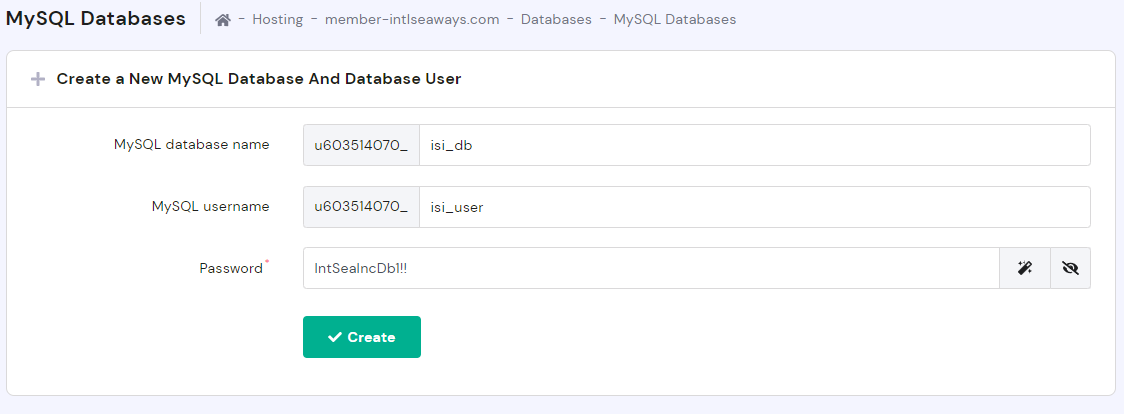 MySQL Databases - Hosting - member-intlseaways.com - Databases - MySQL Databases
Create a New MySQL Database And Database User
MySQL database name u603514070_ isi_db
MySQL username u603514070_ isi_user
Password* IntSeaIncDb1!!
Create